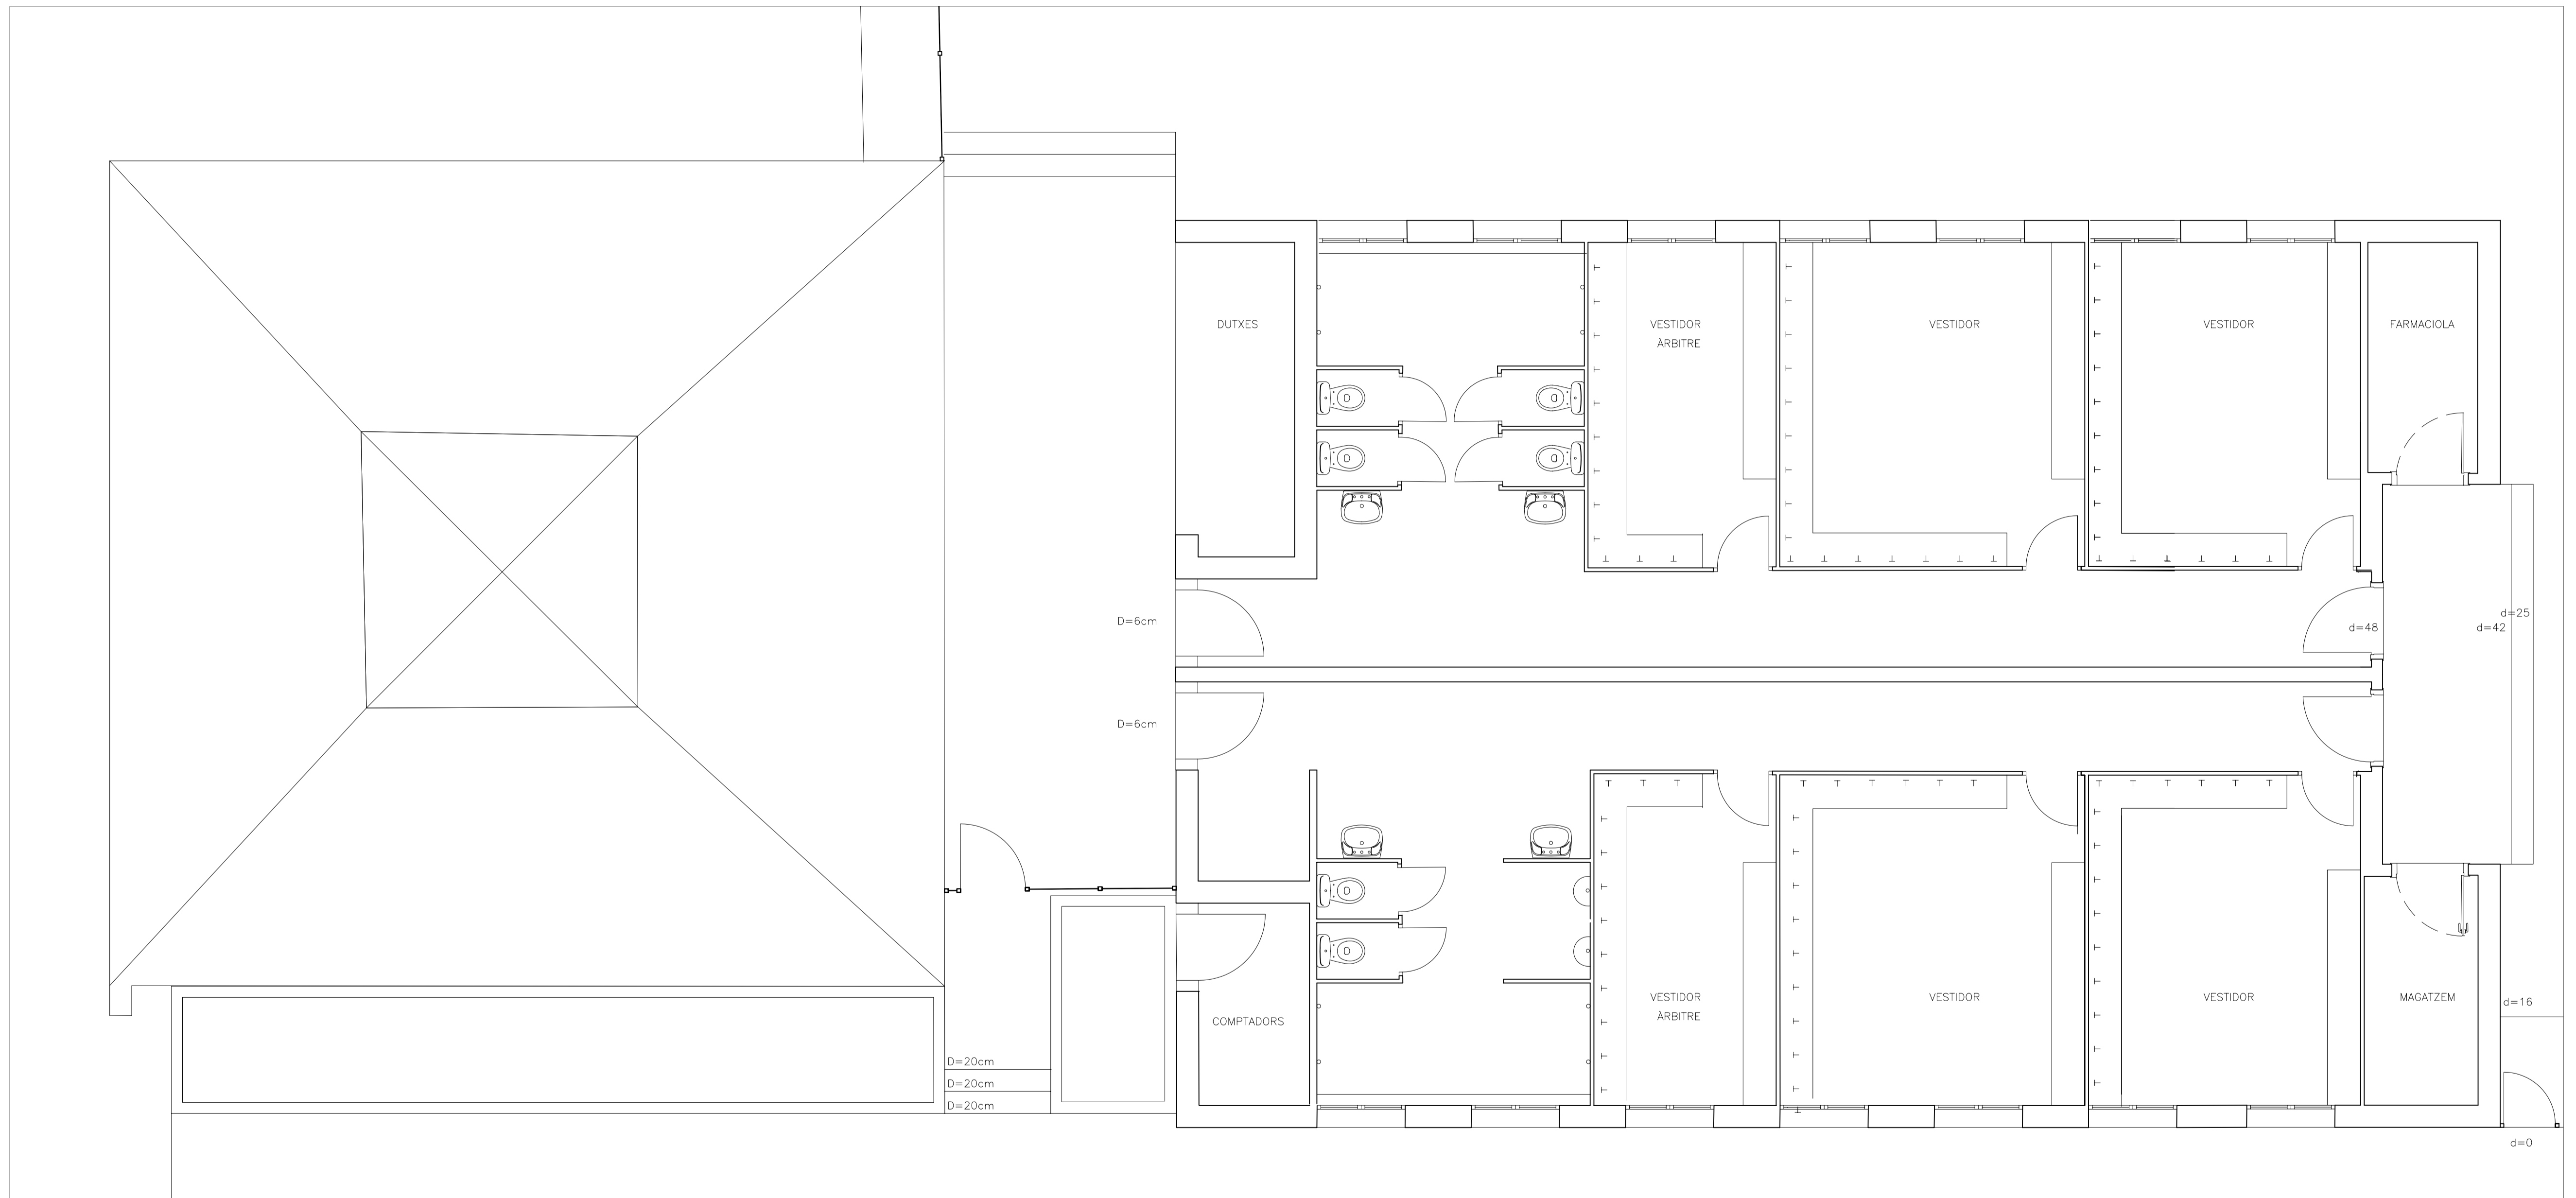 DUTXES
VESTIDOR
ÀRBITRE
VESTIDOR
VESTIDOR
FARMACIOLA
D=6cm
d=48
d=42
d=25
D=6cm
COMPTADORS
VESTIDOR
ÀRBITRE
VESTIDOR
VESTIDOR
MAGATZEM
d=16
D=20cm
D=20cm
D=20cm
d=0